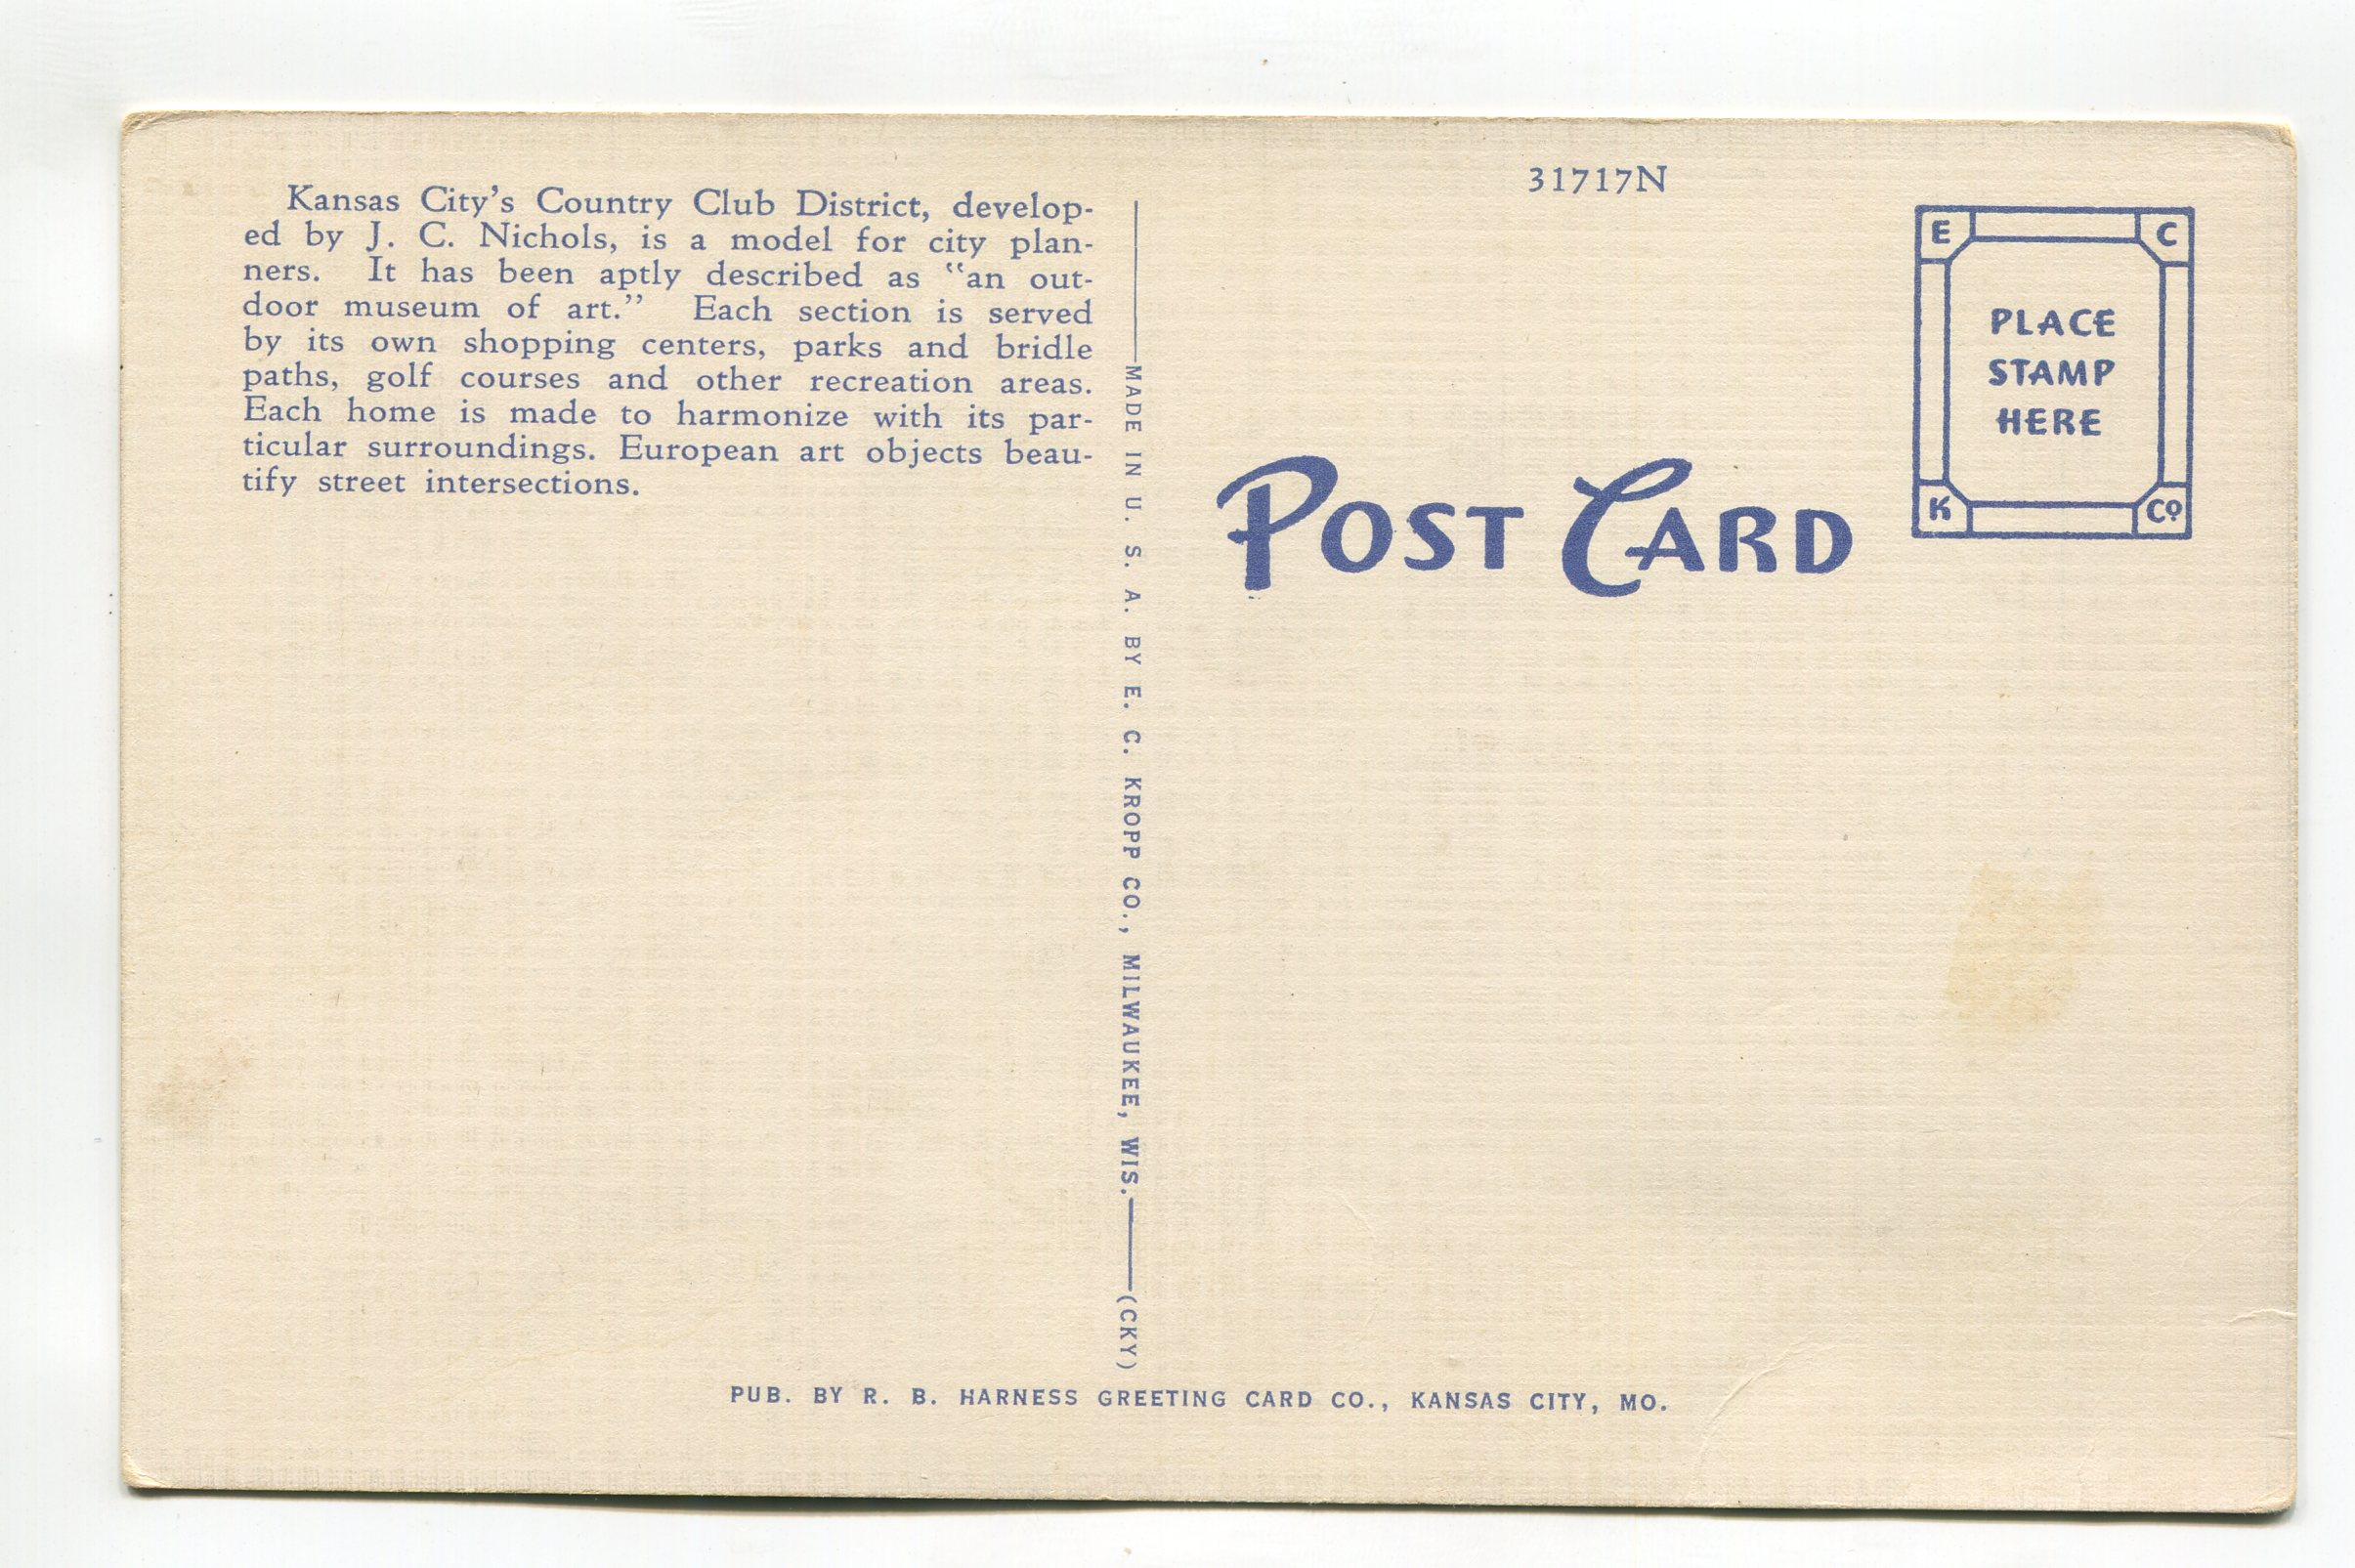 Kansas City's Country Club District, develop-
ed by J. C. Nichols, is a model for city plan-
ners. It has been aptly described as "an out-
door museum of art." Each section is served
by its own shopping centers, parks and bridle
paths, golf courses and other recreation areas.
Each home is made to harmonize with its par-
ticular surroundings. European art objects beau-
tify street intersections.
MADE IN U. S. A. BY E. C. KROPP CO., MILWAUKEE, WIS.
(CKY)
31717N
POST CARD
E C
PLACE
STAMP
HERE
K Co
PUB. BY R. B. HARNESS GREETING CARD CO., KANSAS CITY, MO.